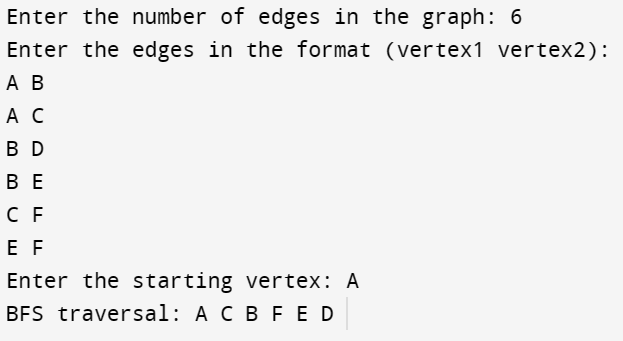 Enter the number of edges in the graph: 6
Enter the edges in the format (vertex1 vertex2):
A B
A C
B D
B E
C F
E F
Enter the starting vertex: A
BFS traversal: A C B F E D